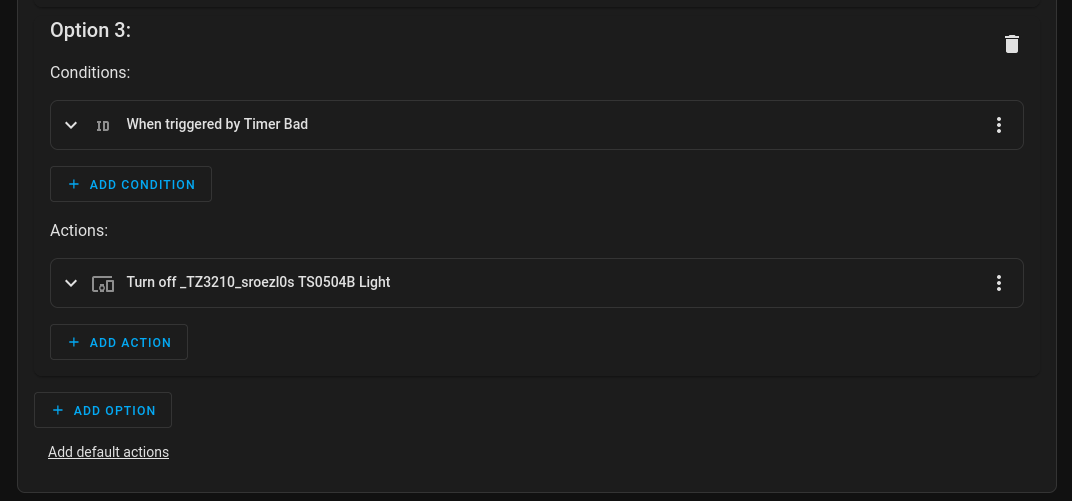 Option 3:
Conditions:
ID When triggered by Timer Bad
+ ADD CONDITION
Actions:
Turn off _TZ3210_sroezl0s TS0504B Light
+ ADD ACTION
+ ADD OPTION
Add default actions